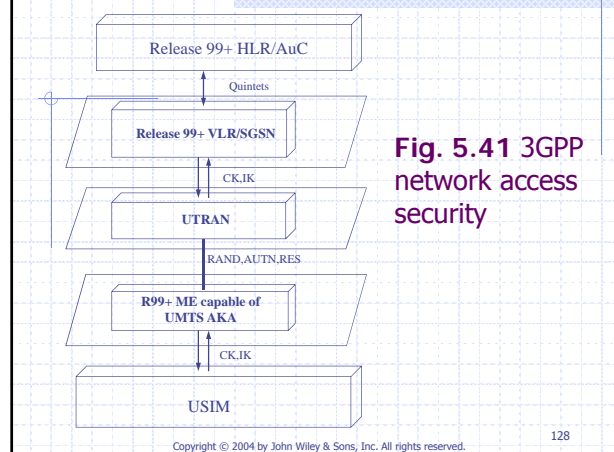 Release 99+ HLR/AuC
Quintets
Release 99+ VLR/SGSN
CK,IK
UTRAN
RAND,AUTN,RES
R99+ ME capable of
UMTS AKA
CK,IK
USIM
Fig. 5.41 3GPP
network access
security
Copyright © 2004 by John Wiley & Sons, Inc. All rights reserved.
128